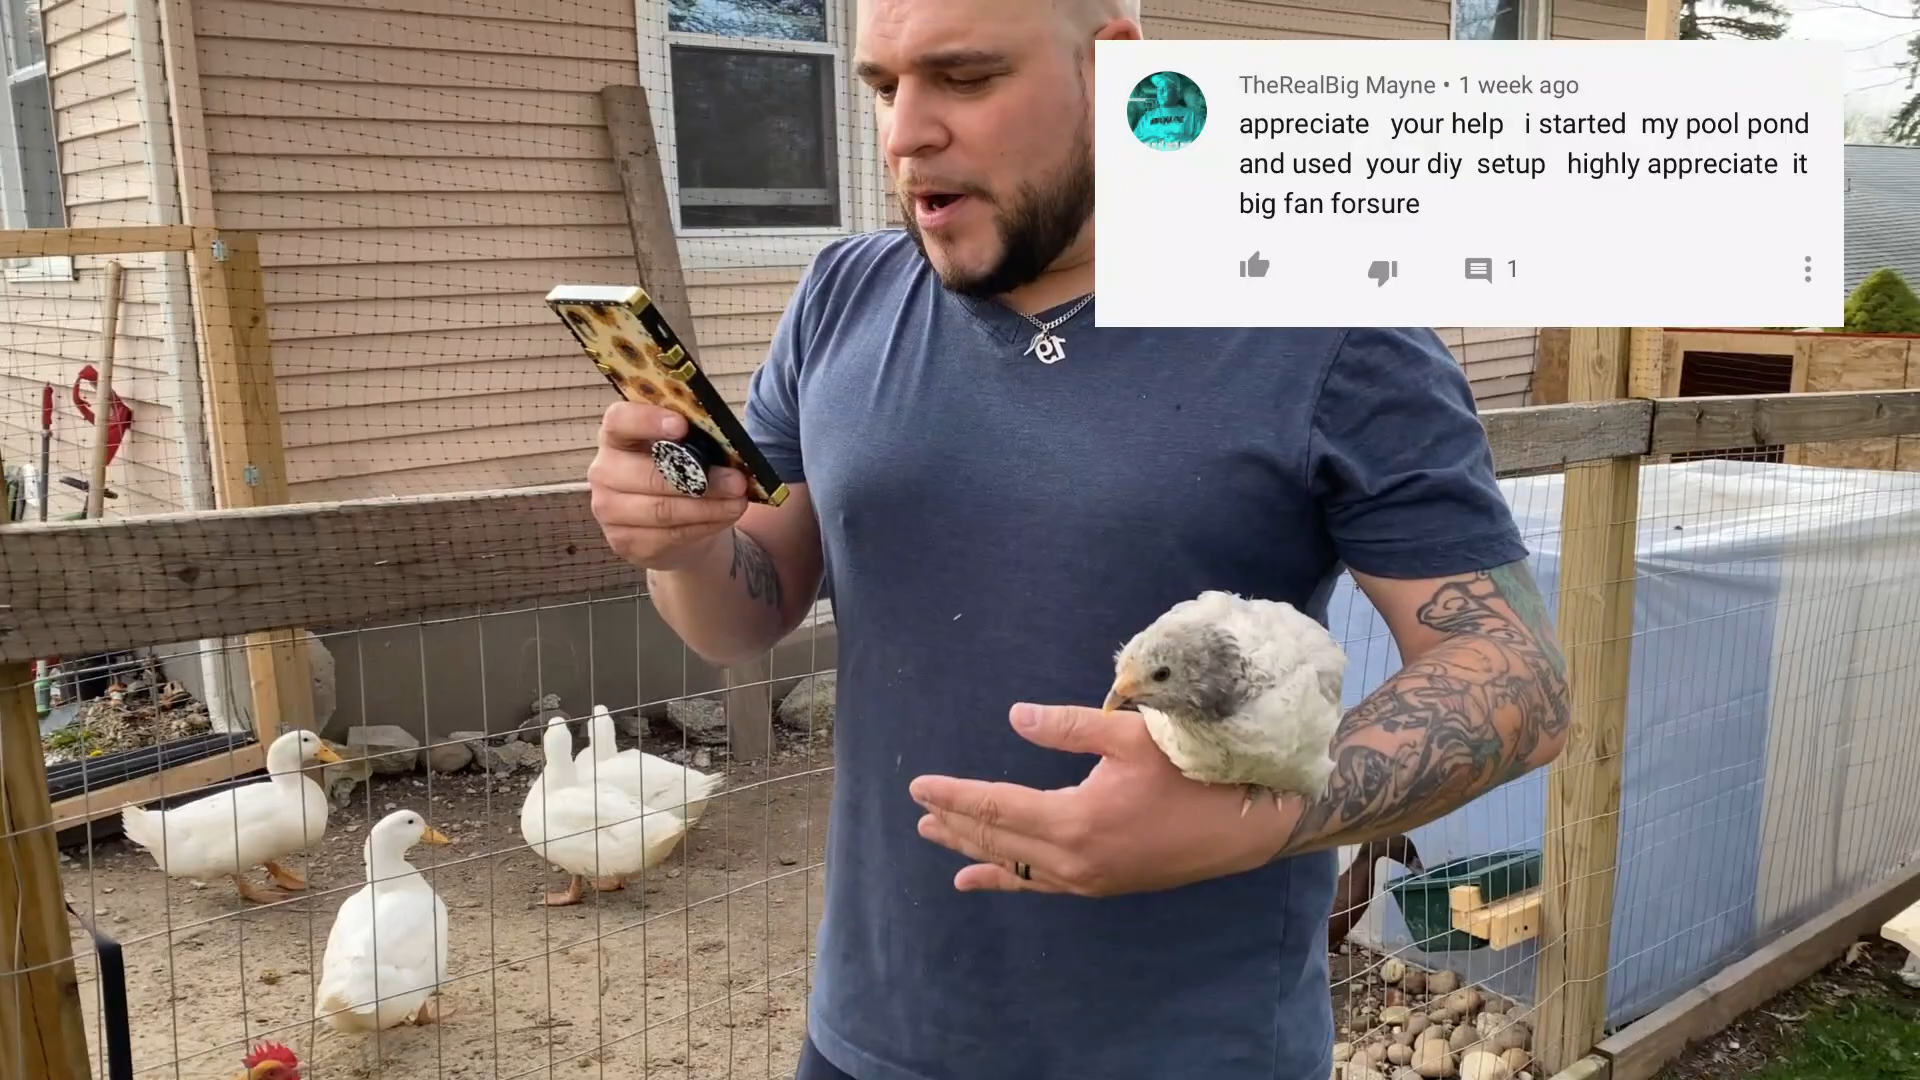 TheRealBig Mayne • 1 week ago
appreciate your help i started my pool pond
and used your diy setup highly appreciate it
big fan forsure
1